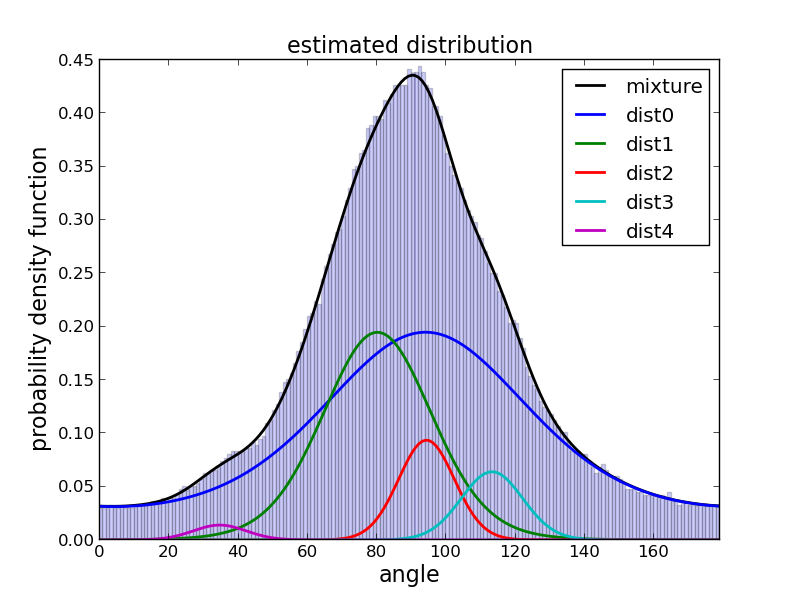 estimated distribution
probability density function
0.45
0.40
0.35
0.30
0.25
0.20
0.15
0.10
0.05
0.00
mixture
dist0
dist1
dist2
dist3
dist4
0 20 40 60 80 100 120 140 160
angle